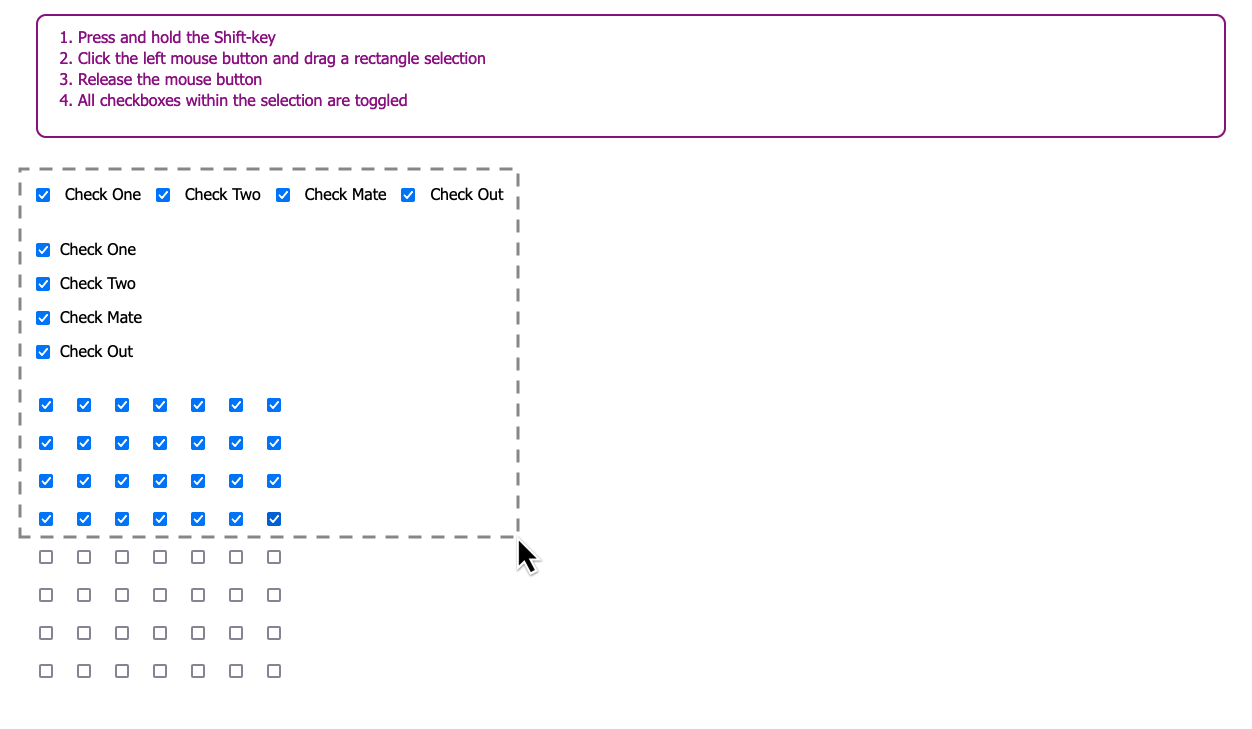 1. Press and hold the Shift-key
2. Click the left mouse button and drag a rectangle selection
3. Release the mouse button
4. All checkboxes within the selection are toggled
Check One Check Two Check Mate Check Out
Check One
Check Two
Check Mate
Check Out